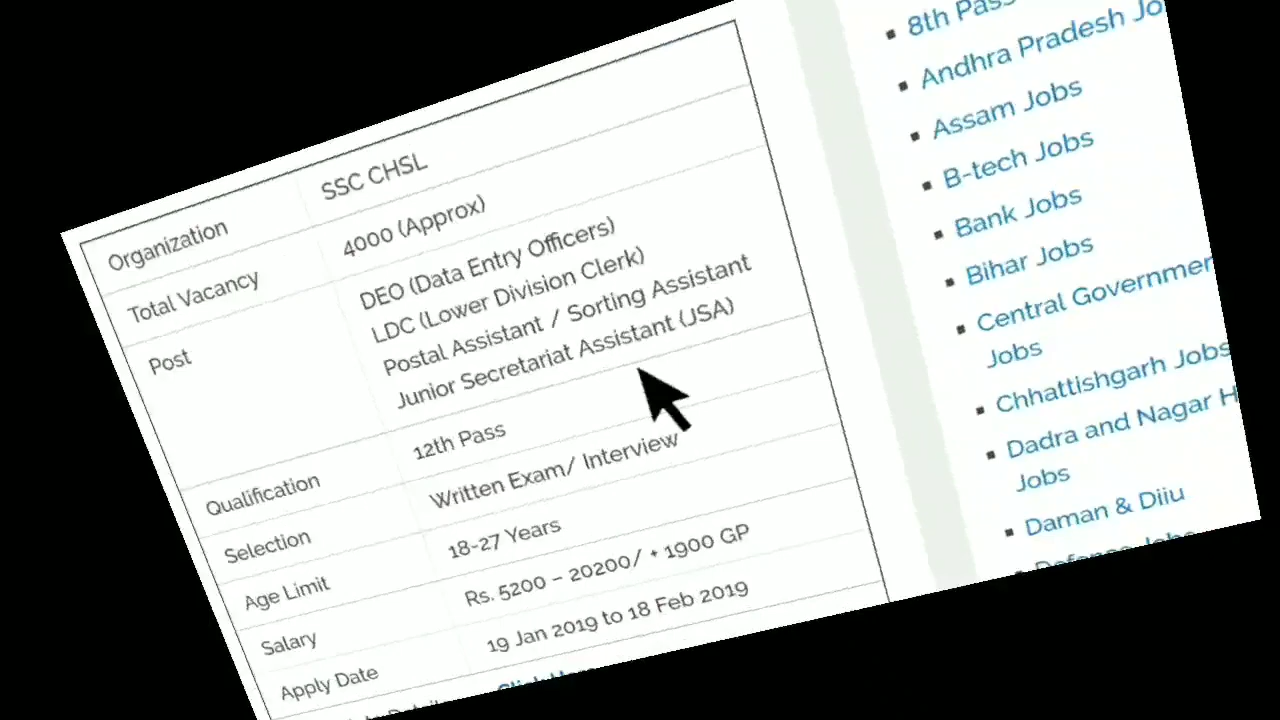 Organization SSC CHSL
Total Vacancy 4000 (Approx)
Post DEO (Data Entry Officers)
LDC (Lower Division Clerk)
Postal Assistant / Sorting Assistant
Junior Secretariat Assistant (JSA)
Qualification 12th Pass
Selection Written Exam/ Interview
Age Limit 18-27 Years
Salary Rs. 5200 – 20200/ + 1900 GP
Apply Date 19 Jan 2019 to 18 Feb 2019
8th Pass
Andhra Pradesh Jo
Assam Jobs
B-tech Jobs
Bank Jobs
Bihar Jobs
Central Governmen
Jobs
Chhattishgarh Jobs
Dadra and Nagar H
Jobs
Daman & Diiu
Defence Jobs